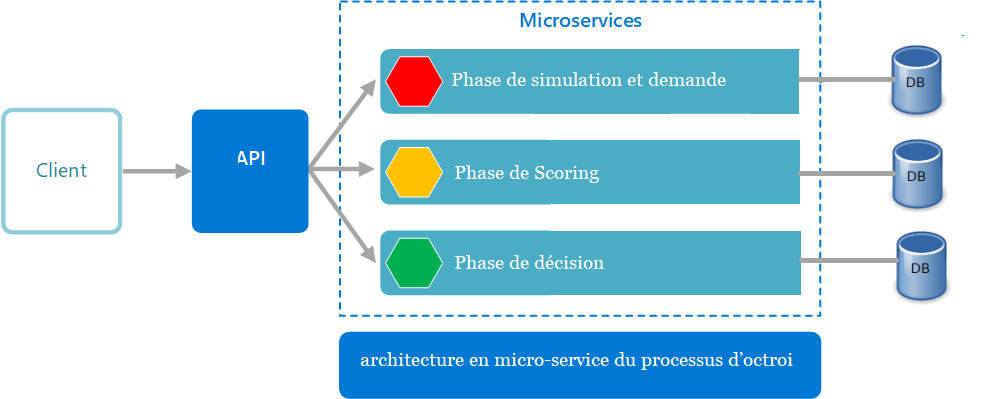 Microservices
Phase de simulation et demande
DB
Client
API
Phase de Scoring
DB
Phase de décision
DB
architecture en micro-service du processus d’octroi